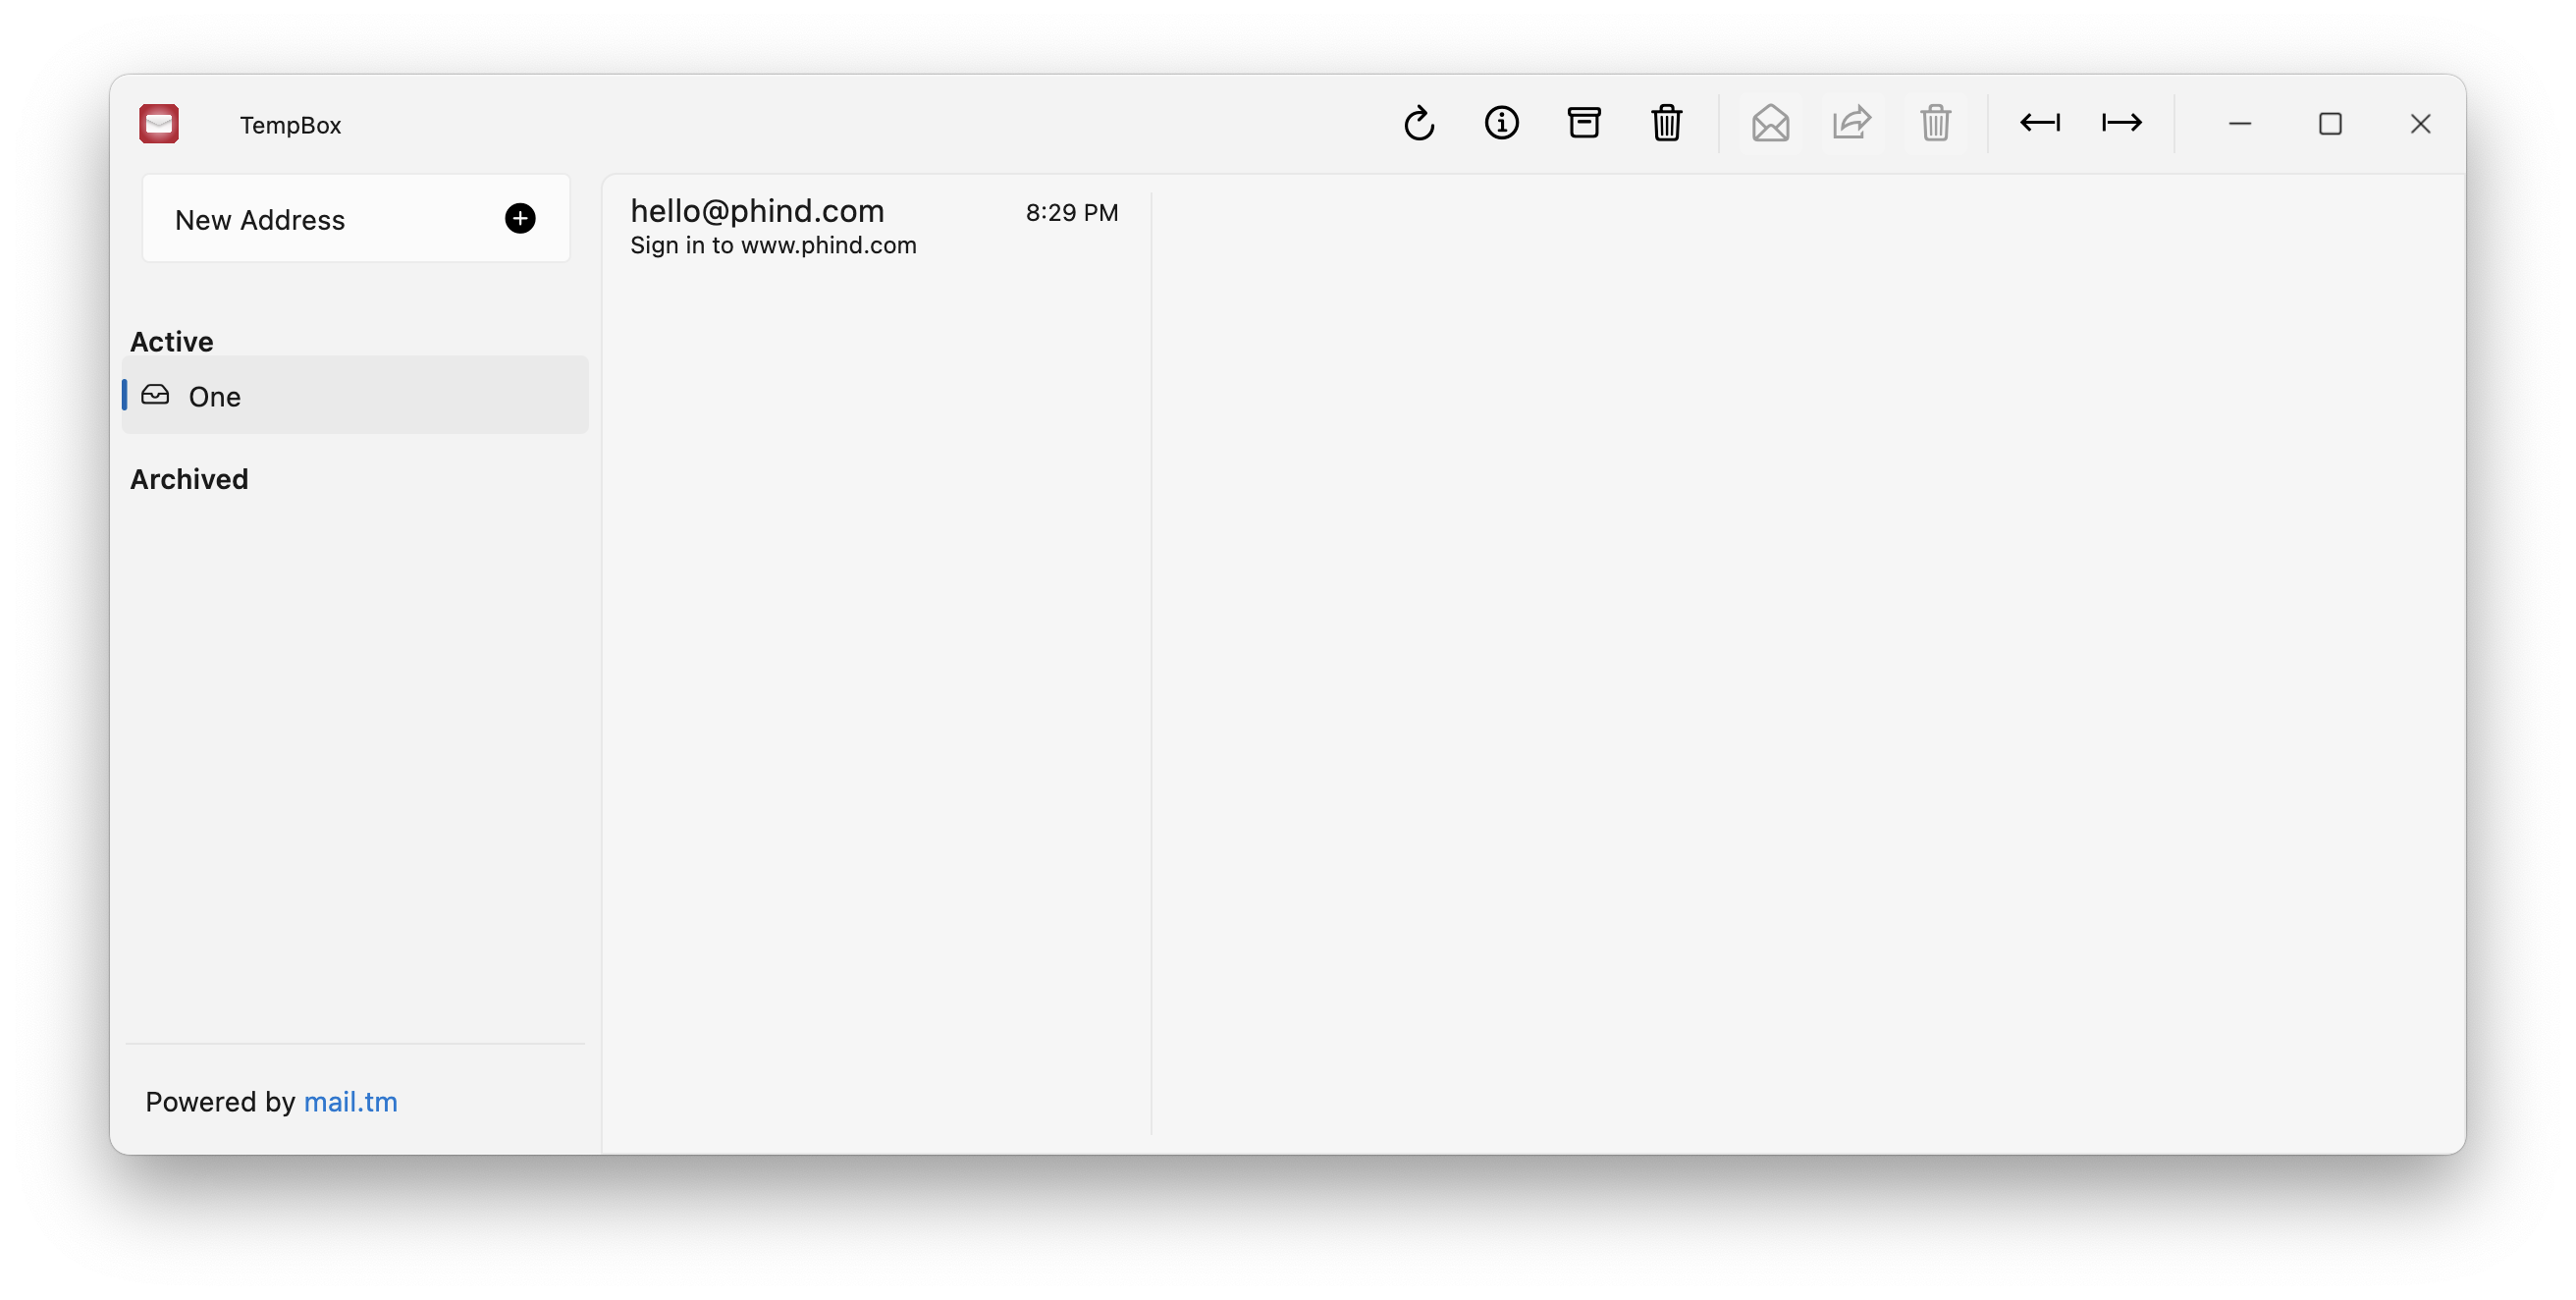 TempBox
New Address
Active
One
Archived
Powered by mail.tm
hello@phind.com 8:29 PM
Sign in to www.phind.com